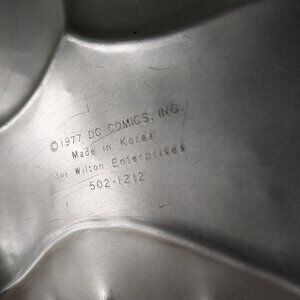 ©1977 DC COMICS, INC.
Made in Korea
for Wilton Enterprises
502-1212